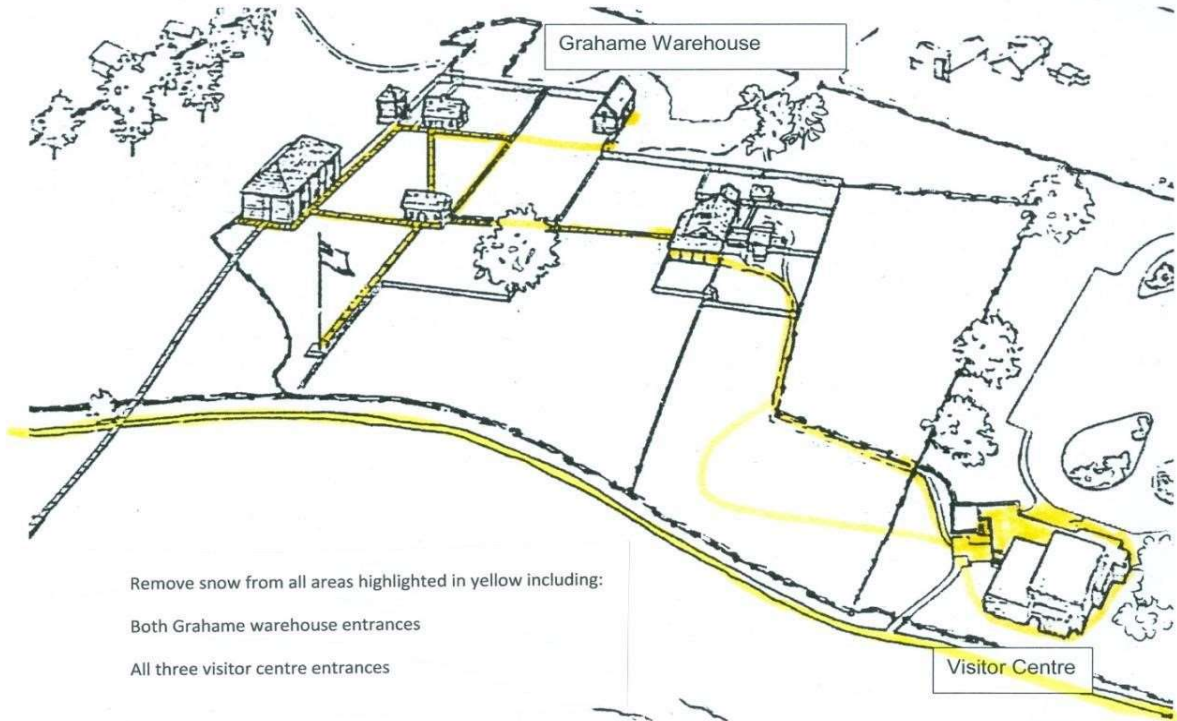 Grahame Warehouse
Remove snow from all areas highlighted in yellow including:
Both Grahame warehouse entrances
All three visitor centre entrances
Visitor Centre